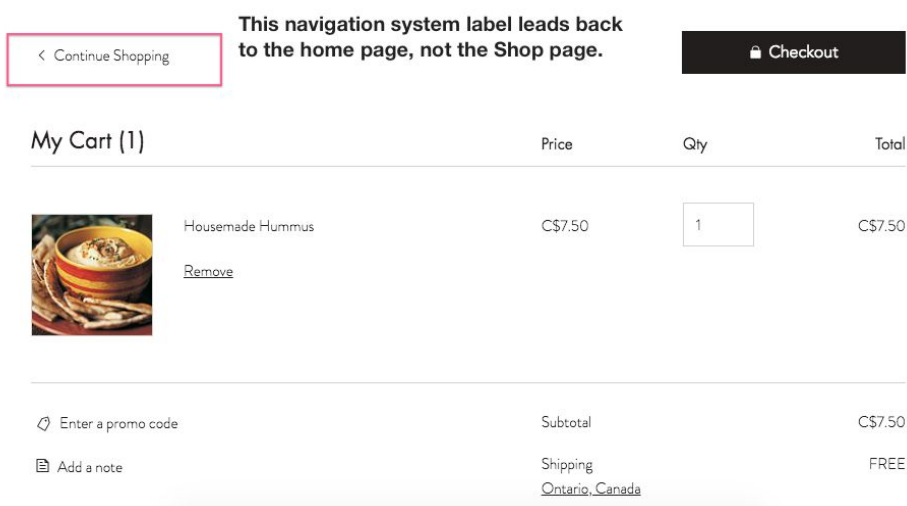 This navigation system label leads back
to the home page, not the Shop page.
< Continue Shopping
Checkout
My Cart (1)
Price
Qty
Total
Housemade Hummus
C$7.50
1
C$7.50
Remove
Enter a promo code
Subtotal
C$7.50
Add a note
Shipping
FREE
Ontario, Canada